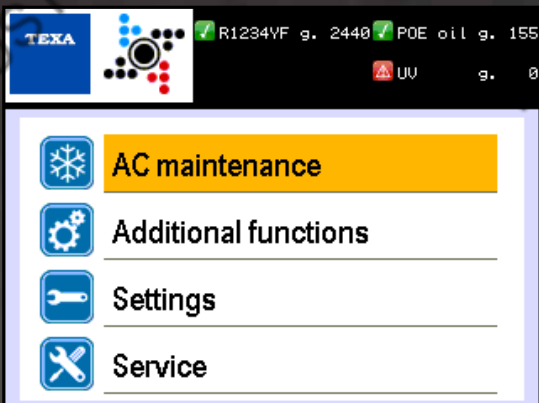 TEXA
R1234YF g. 2440 POE oil g. 155
UV g. 0
AC maintenance
Additional functions
Settings
Service